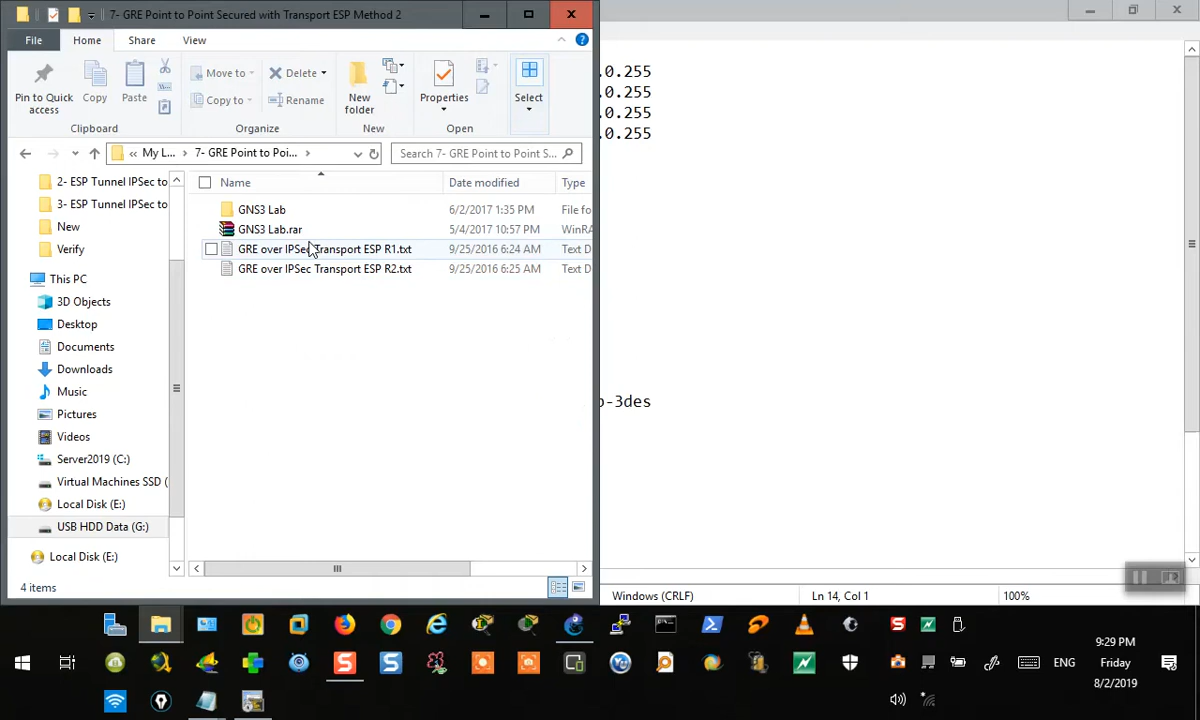 7- GRE Point to Point Secured with Transport ESP Method 2
File
Home
Share
View
Pin to Quick access
Copy
Paste
Clipboard
Move to
Copy to
Delete
Rename
Organize
New folder
New
Properties
Open
Select
« My L...
7- GRE Point to Poi...
Search 7- GRE Point to Point S...
2- ESP Tunnel IPSec to
3- ESP Tunnel IPSec to
New
Verify
This PC
3D Objects
Desktop
Documents
Downloads
Music
Pictures
Videos
Server2019 (C:)
Virtual Machines SSD (
Local Disk (E:)
USB HDD Data (G:)
Local Disk (E:)
Name Date modified Type
GNS3 Lab 6/2/2017 1:35 PM File fo
GNS3 Lab.rar 5/4/2017 10:57 PM WinRA
GRE over IPSec Transport ESP R1.txt 9/25/2016 6:24 AM Text D
GRE over IPSec Transport ESP R2.txt 9/25/2016 6:25 AM Text D
4 items
.0.255
.0.255
.0.255
.0.255
p-3des
Windows (CRLF) Ln 14, Col 1 100%
ENG
9:29 PM
Friday
8/2/2019